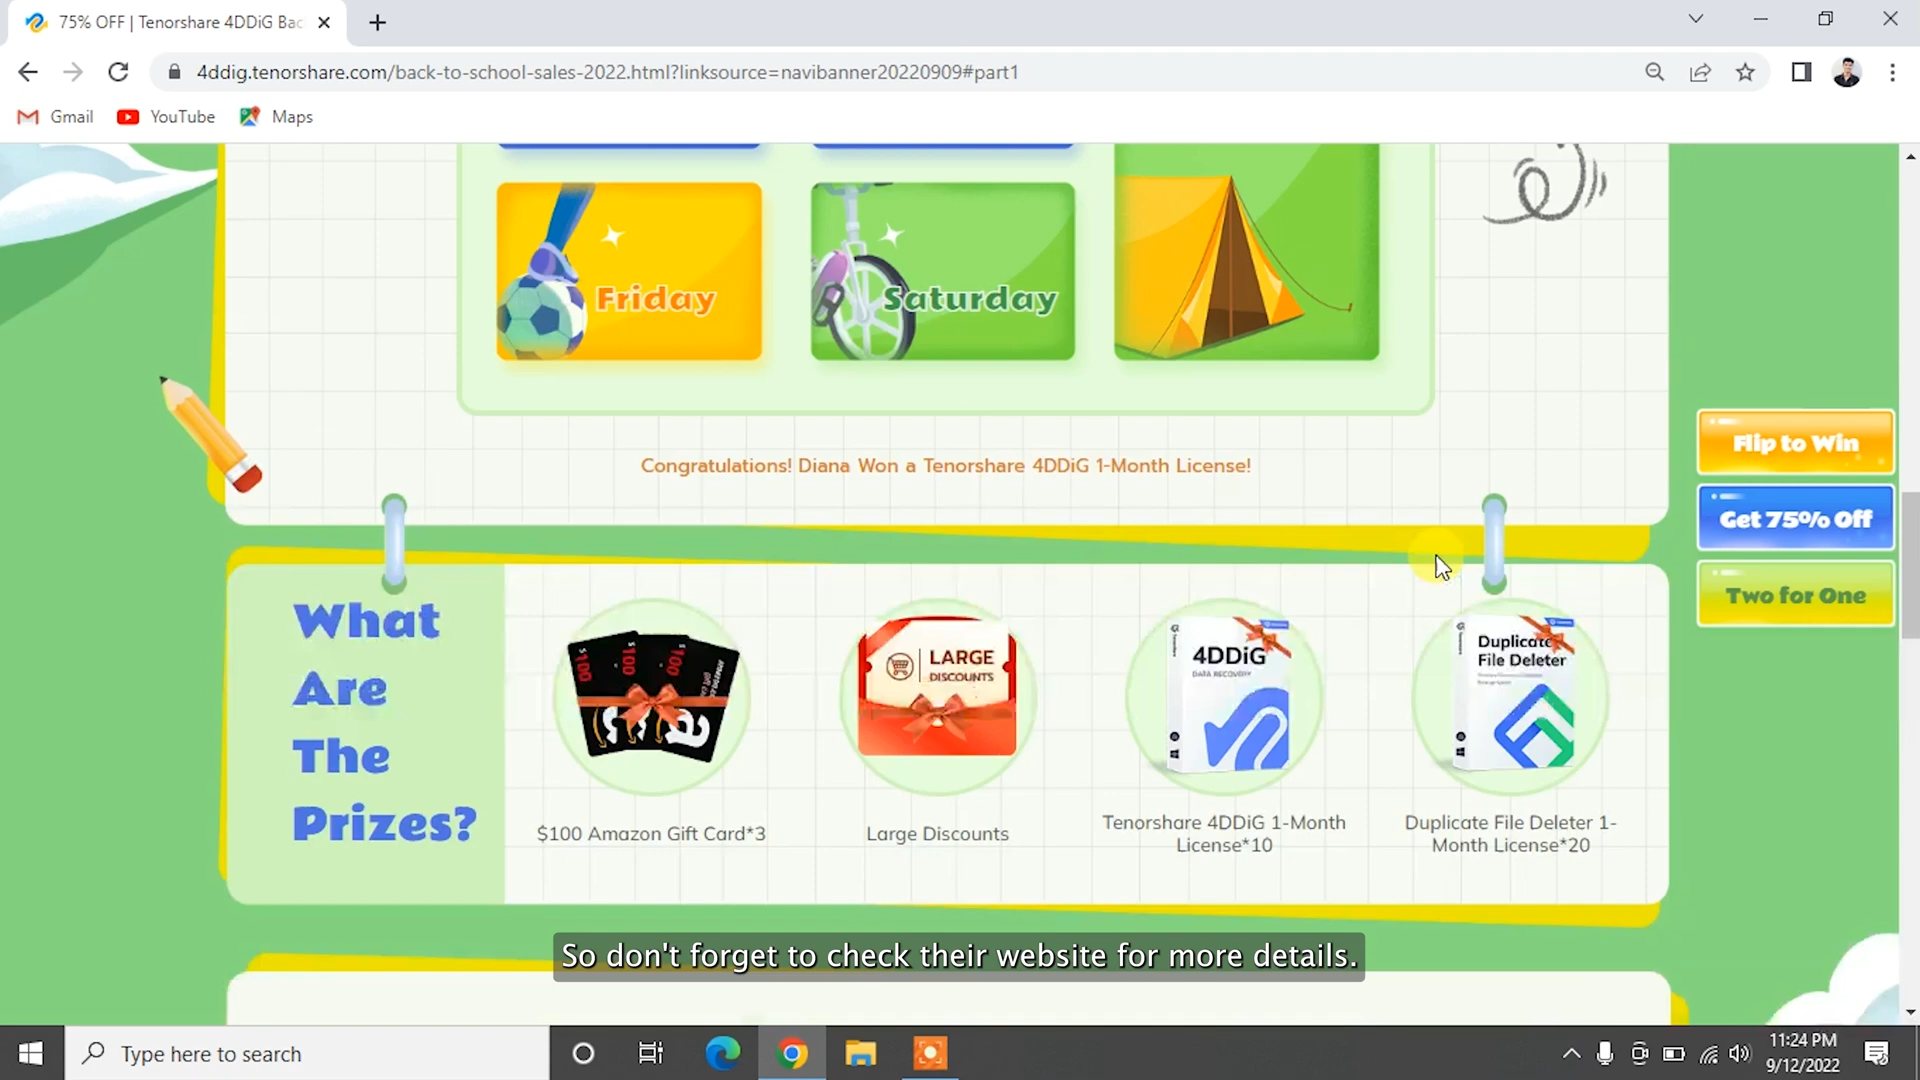 75% OFF | Tenorshare 4DDiG Bac
4ddig.tenorshare.com/back-to-school-sales-2022.html?linksource=navibanner20220909#part1
Gmail
YouTube
Maps
Friday
Saturday
Congratulations! Diana Won a Tenorshare 4DDiG 1-Month License!
Flip to Win
Get 75% Off
Two for One
What
Are
The
Prizes?
$100
$100
$100
LARGE
DISCOUNTS
4DDiG
DATA RECOVERY
Duplicate
File Deleter
$100 Amazon Gift Card*3
Large Discounts
Tenorshare 4DDiG 1-Month
License*10
Duplicate File Deleter 1-
Month License*20
So don't forget to check their website for more details.
Type here to search
11:24 PM
9/12/2022